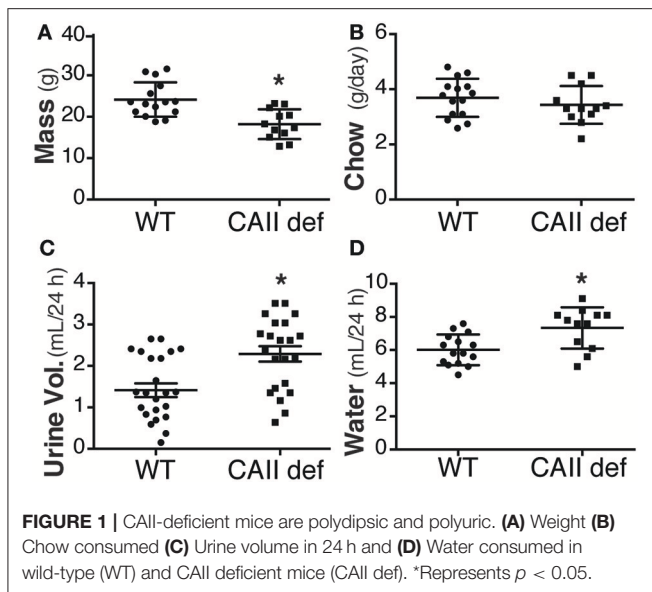 A
Mass (g)
40
30
20
10
0
*
WT CAII def
B
Chow (g/day)
6
4
2
0
WT CAII def
C
Urine Vol. (mL/24 h)
4
3
2
1
0
*
WT CAII def
D
Water (mL/24 h)
10
8
6
4
2
0
*
WT CAII def
FIGURE 1 | CAII-deficient mice are polydipsic and polyuric. (A) Weight (B)
Chow consumed (C) Urine volume in 24 h and (D) Water consumed in
wild-type (WT) and CAII deficient mice (CAII def). *Represents p < 0.05.